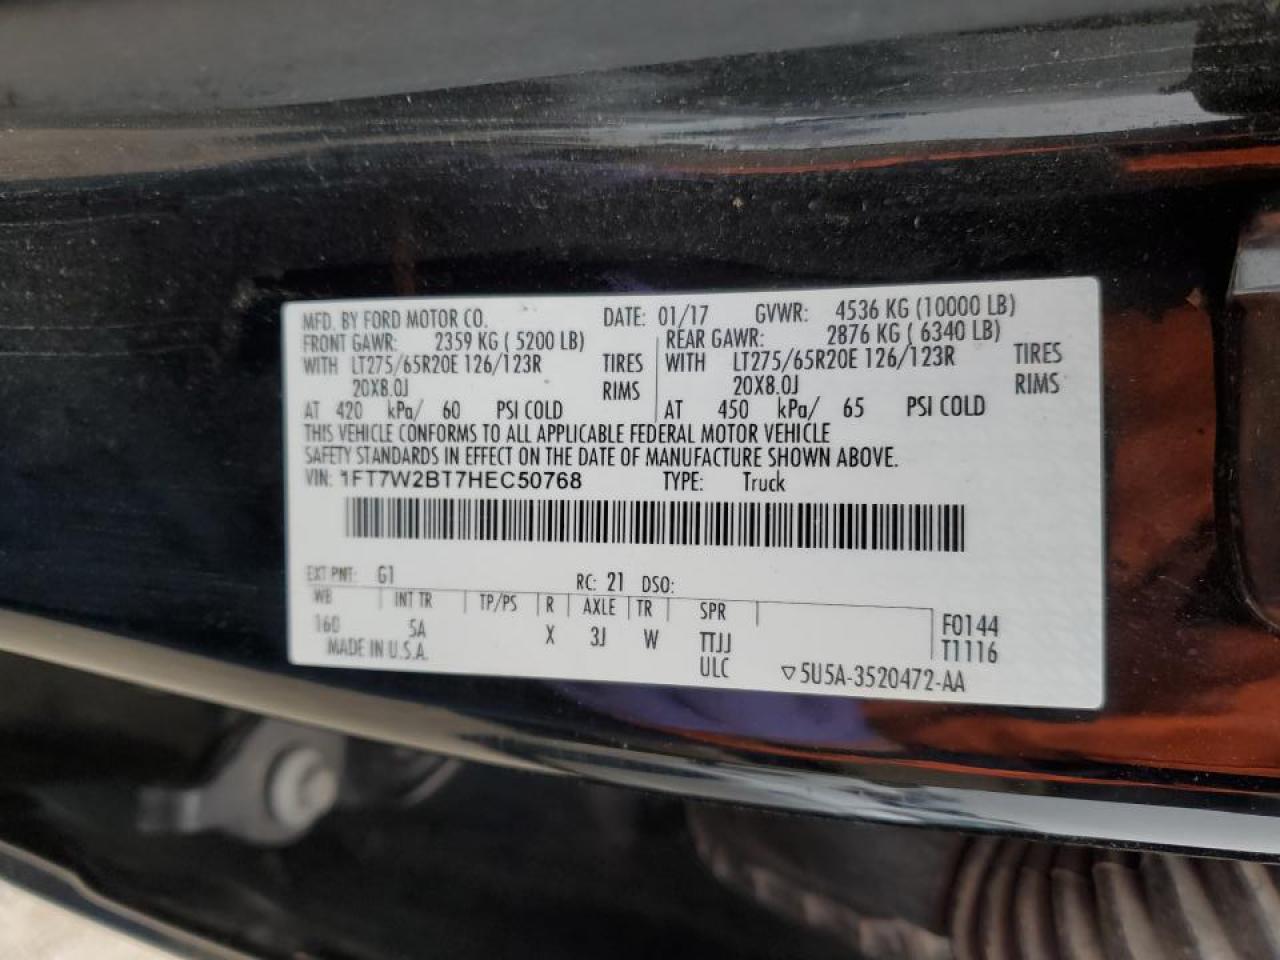 MFD. BY FORD MOTOR CO. DATE: 01/17 GVWR: 4536 KG (10000 LB)
FRONT GAWR: 2359 KG ( 5200 LB) REAR GAWR: 2876 KG ( 6340 LB)
WITH LT275/65R20E 126/123R TIRES WITH LT275/65R20E 126/123R TIRES
20X8.0J RIMS 20X8.0J RIMS
AT 420 kPa/ 60 PSI COLD AT 450 kPa/ 65 PSI COLD
THIS VEHICLE CONFORMS TO ALL APPLICABLE FEDERAL MOTOR VEHICLE
SAFETY STANDARDS IN EFFECT ON THE DATE OF MANUFACTURE SHOWN ABOVE.
VIN: 1FT7W2BT7HEC50768 TYPE: Truck
EXT PNT: G1 RC: 21 DSO:
WB INT TR TP/PS R AXLE TR SPR
160 5A X 3J W TTJJ F0144
MADE IN U.S.A. ULC T1116
5U5A-3520472-AA